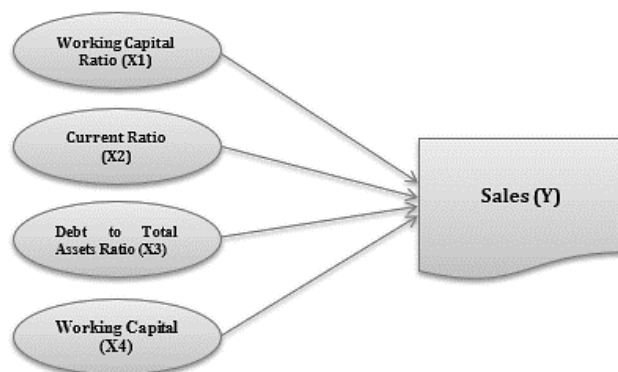 Working Capital
Ratio (X1)
Current Ratio
(X2)
Debt to Total
Assets Ratio (X3)
Working Capital
(X4)
Sales (Y)